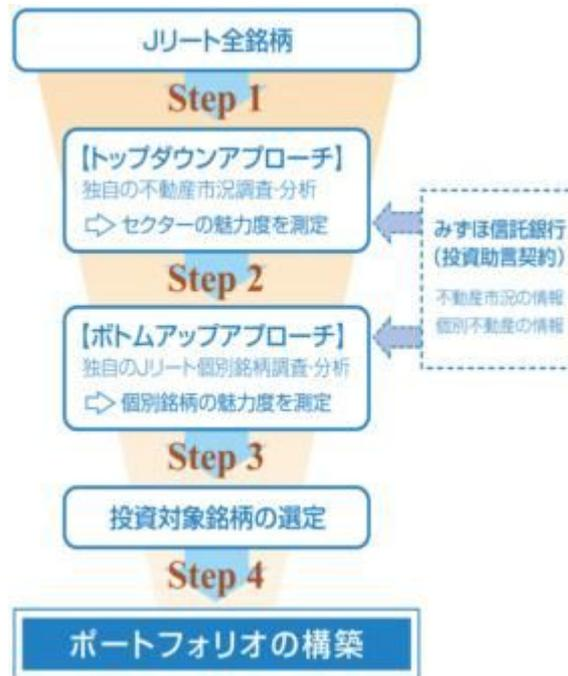 Jリート全銘柄
Step 1
【トップダウンアプローチ】
独自の不動産市況調査・分析
⇨ セクターの魅力度を測定
みずほ信託銀行
(投資助言契約)
不動産市況の情報
個別不動産の情報
Step 2
【ボトムアップアプローチ】
独自のJリート個別銘柄調査・分析
⇨ 個別銘柄の魅力度を測定
Step 3
投資対象銘柄の選定
Step 4
ポートフォリオの構築